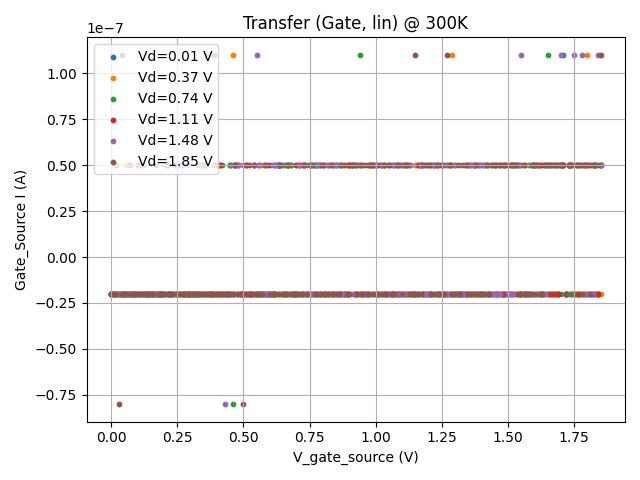 Transfer (Gate, lin) @ 300K
1e−7
Vd=0.01 V
Vd=0.37 V
Vd=0.74 V
Vd=1.11 V
Vd=1.48 V
Vd=1.85 V
1.00
0.75
0.50
0.25
0.00
−0.25
−0.50
−0.75
Gate_Source I (A)
0.00 0.25 0.50 0.75 1.00 1.25 1.50 1.75
V_gate_source (V)